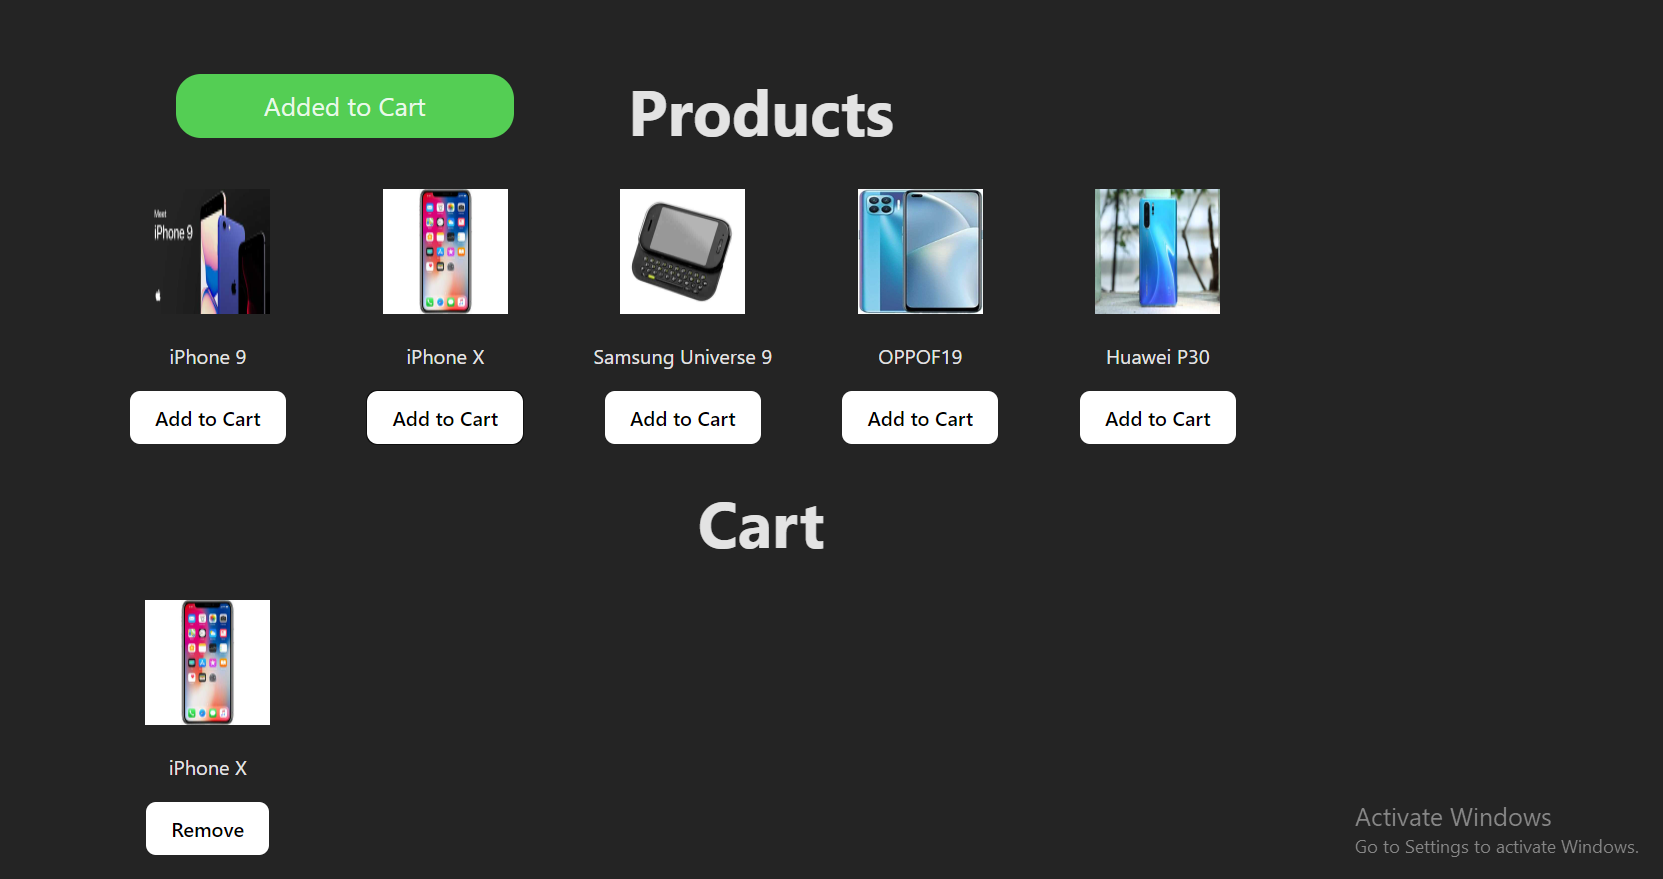 Added to Cart
Products
Meet
iPhone 9
iPhone 9
iPhone X
Samsung Universe 9
OPPOF19
Huawei P30
Add to Cart
Add to Cart
Add to Cart
Add to Cart
Add to Cart
Cart
iPhone X
Remove
Activate Windows
Go to Settings to activate Windows.